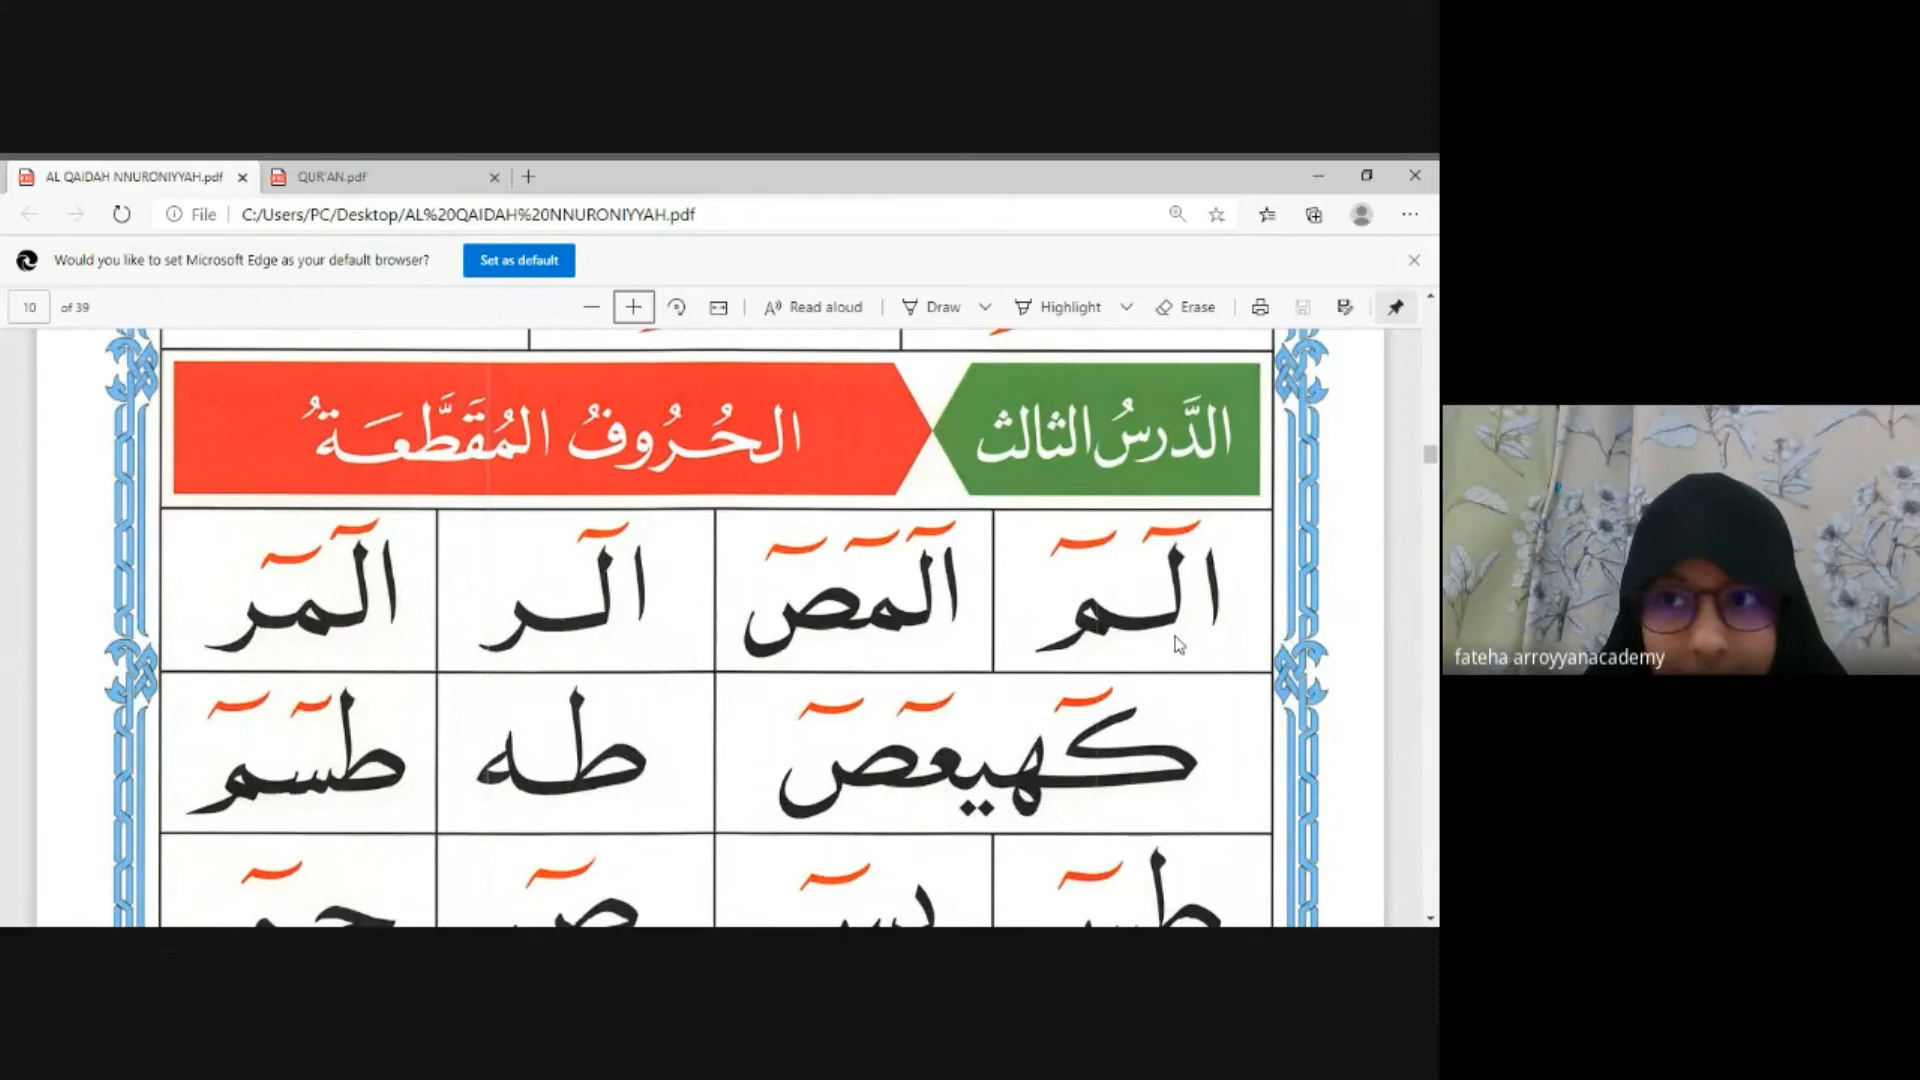 AL QAIDAH NNURONIYYAH.pdf
QUR'AN.pdf
File
C:/Users/PC/Desktop/AL%20QAIDAH%20NNURONIYYAH.pdf
Would you like to set Microsoft Edge as your default browser?
Set as default
10 of 39
Read aloud
Draw
Highlight
Erase
الدَّرسُ الثالث
الحُرُوفُ المُقَطَّعَةُ
الٓمٓ الٓمٓصٓ الٓر الٓمٓر
كٓهيعٓصٓ طه طسٓمٓ
fateha arroyyanacademy